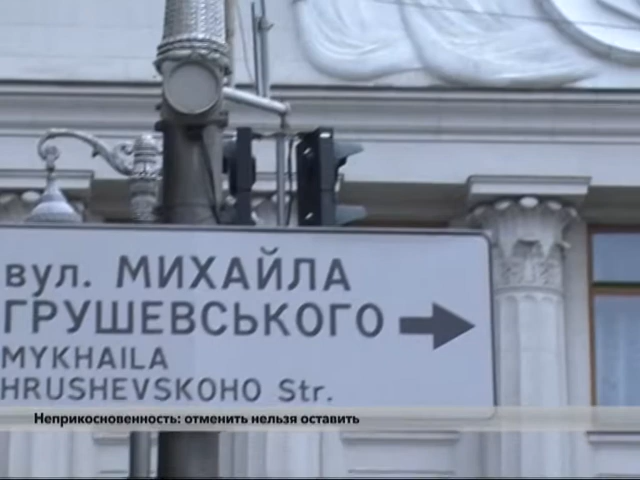 вул. МИХАЙЛА
ГРУШЕВСЬКОГО
MYKHAILA
HRUSHEVSKOHO Str.
Неприкосновенность: отменить нельзя оставить